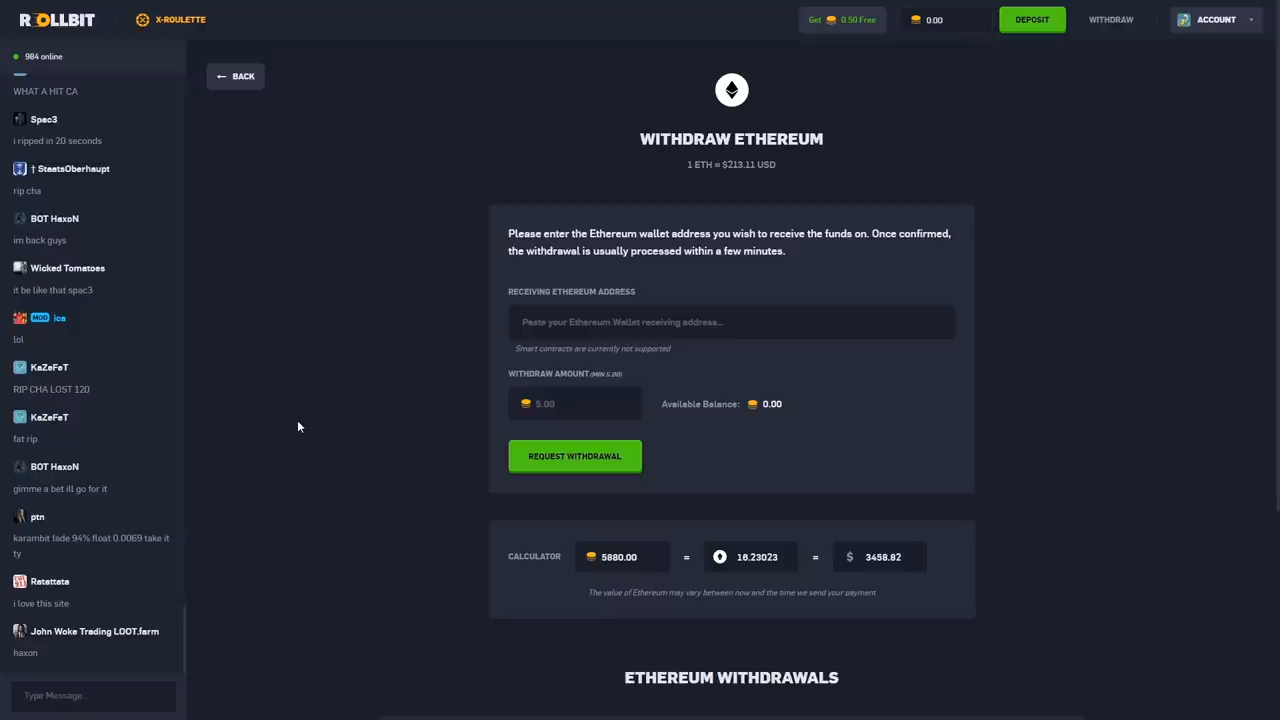 ROLLBIT
X-ROULETTE
Get 0.50 Free
0.00
DEPOSIT
WITHDRAW
ACCOUNT
984 online
WHAT A HIT CA
Spac3
i ripped in 20 seconds
† StaatsOberhaupt
rip cha
BOT HaxoN
im back guys
Wicked Tomatoes
it be like that spac3
MOD ica
lol
KaZeFeT
RIP CHA LOST 120
KaZeFeT
fat rip
BOT HaxoN
gimme a bet ill go for it
ptn
karambit fade 94% float 0.0069 take it
ty
Ratattata
i love this site
John Woke Trading LOOT.farm
haxon
Type Message...
← BACK
WITHDRAW ETHEREUM
1 ETH = $213.11 USD
Please enter the Ethereum wallet address you wish to receive the funds on. Once confirmed,
the withdrawal is usually processed within a few minutes.
RECEIVING ETHEREUM ADDRESS
Paste your Ethereum Wallet receiving address...
Smart contracts are currently not supported
WITHDRAW AMOUNT (MIN 5.00)
5.00
Available Balance: 0.00
REQUEST WITHDRAWAL
CALCULATOR 5880.00 = 16.23023 = $ 3458.82
The value of Ethereum may vary between now and the time we send your payment
ETHEREUM WITHDRAWALS